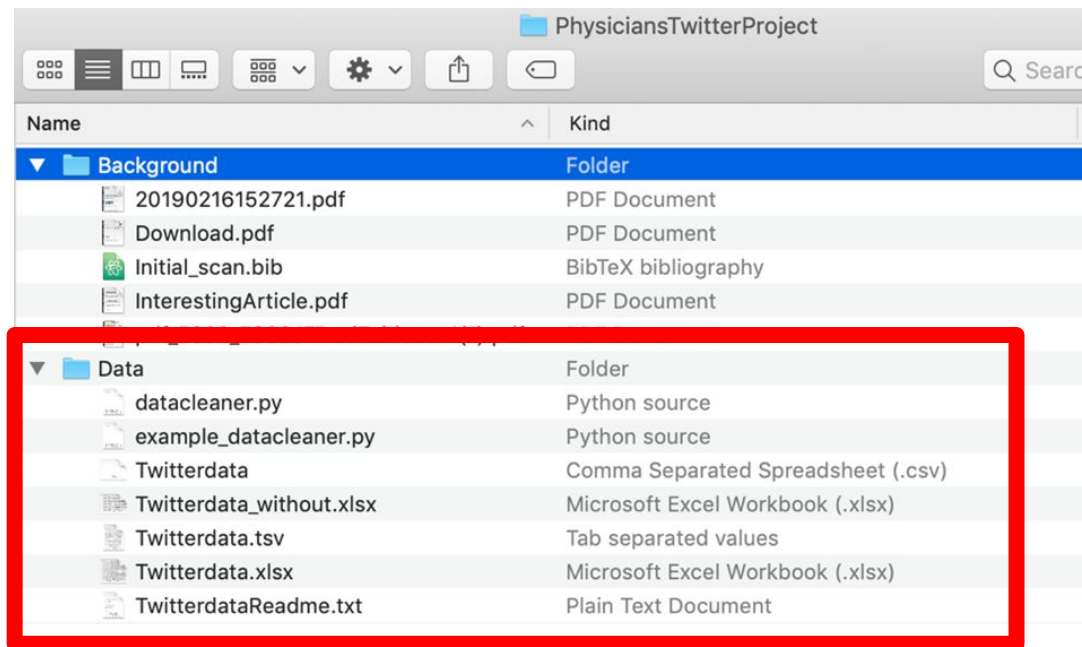 PhysiciansTwitterProject
Searc
Name Kind
Background Folder
20190216152721.pdf PDF Document
Download.pdf PDF Document
Initial_scan.bib BibTeX bibliography
InterestingArticle.pdf PDF Document
Data Folder
datacleaner.py Python source
example_datacleaner.py Python source
Twitterdata Comma Separated Spreadsheet (.csv)
Twitterdata_without.xlsx Microsoft Excel Workbook (.xlsx)
Twitterdata.tsv Tab separated values
Twitterdata.xlsx Microsoft Excel Workbook (.xlsx)
TwitterdataReadme.txt Plain Text Document